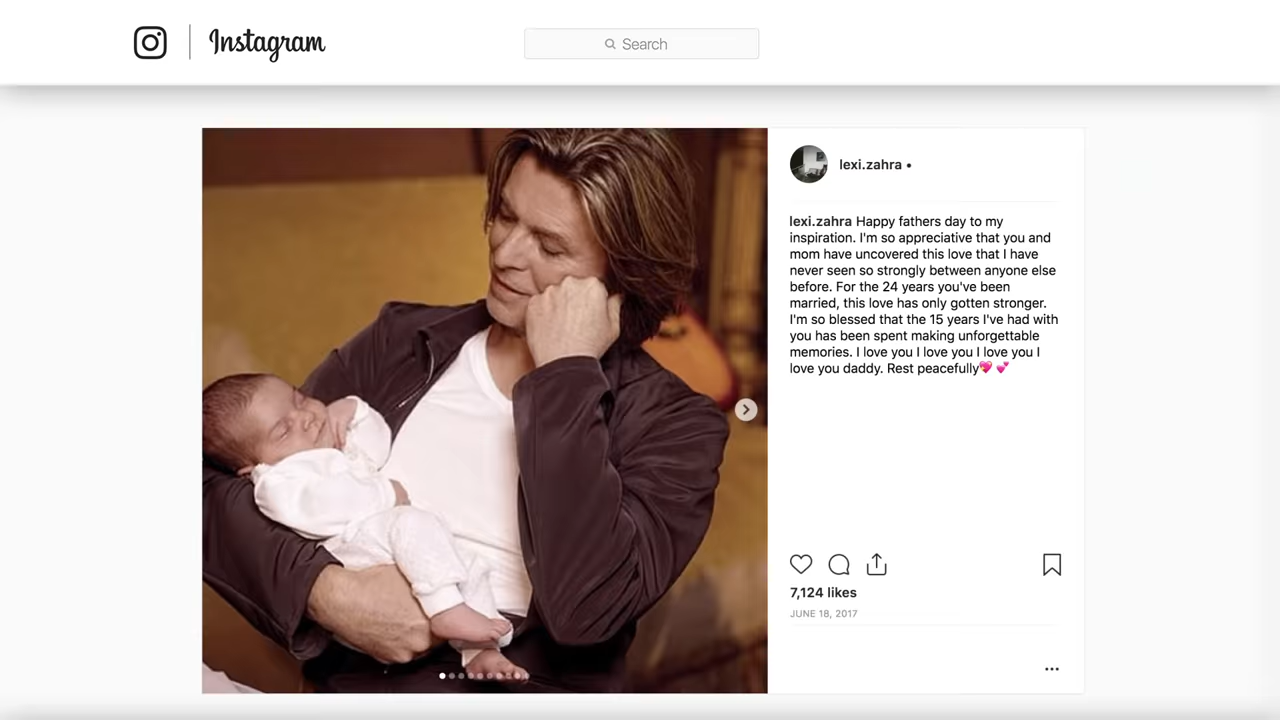 Instagram
Search
lexi.zahra •
lexi.zahra Happy fathers day to my
inspiration. I'm so appreciative that you and
mom have uncovered this love that I have
never seen so strongly between anyone else
before. For the 24 years you've been
married, this love has only gotten stronger.
I'm so blessed that the 15 years I've had with
you has been spent making unforgettable
memories. I love you I love you I love you I
love you daddy. Rest peacefully💖 💕
7,124 likes
JUNE 18, 2017